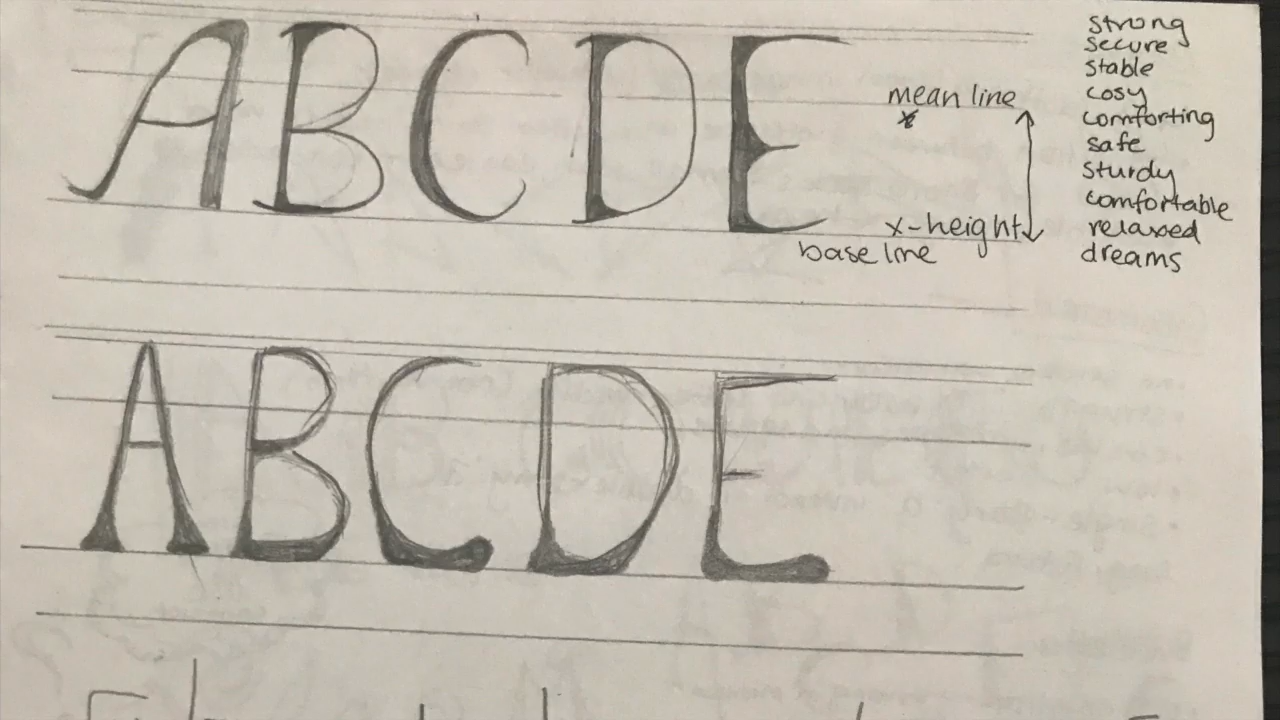 ABCDE
mean line
x-height
base line
strong
secure
stable
cosy
comforting
safe
sturdy
comfortable
relaxed
dreams
ABCDE